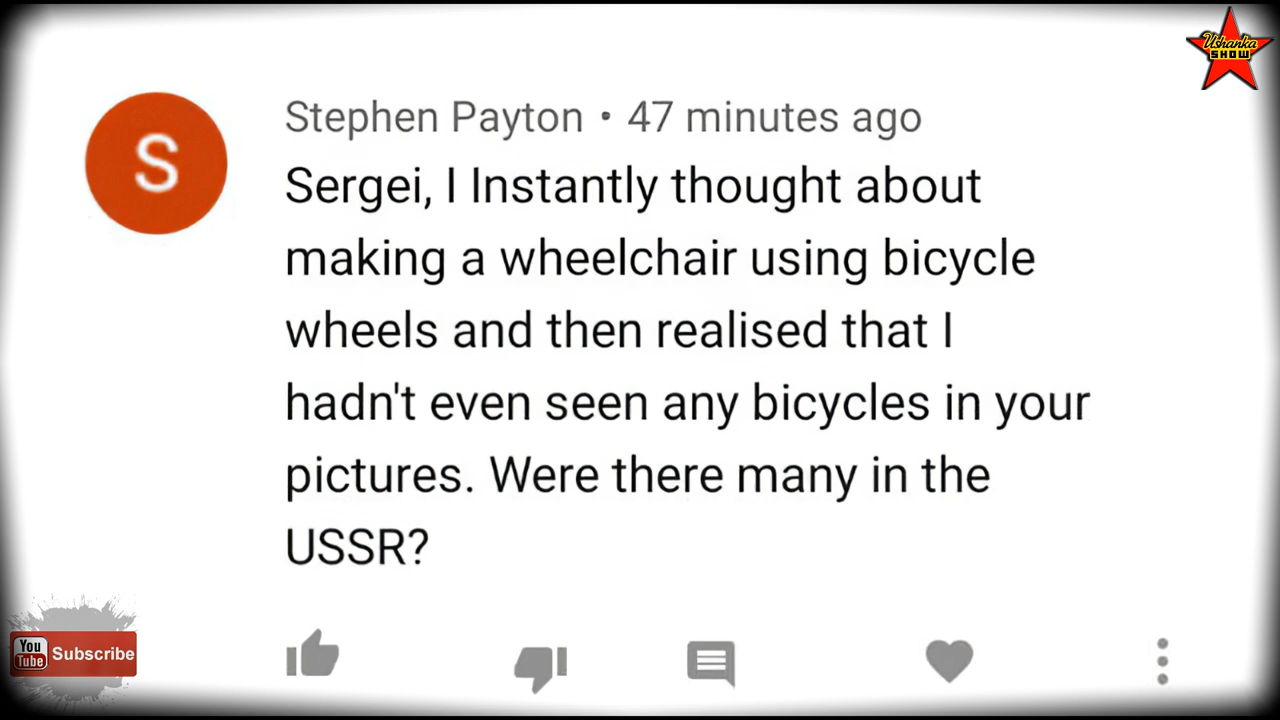 Ushanka
SHOW
S
Stephen Payton • 47 minutes ago
Sergei, I Instantly thought about
making a wheelchair using bicycle
wheels and then realised that I
hadn't even seen any bicycles in your
pictures. Were there many in the
USSR?
You
Tube
Subscribe